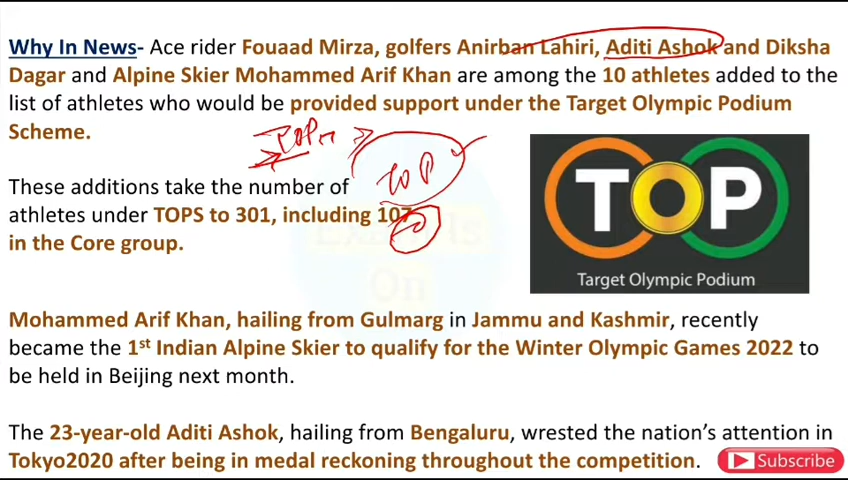 Why In News- Ace rider Fouaad Mirza, golfers Anirban Lahiri, Aditi Ashok and Diksha
Dagar and Alpine Skier Mohammed Arif Khan are among the 10 athletes added to the
list of athletes who would be provided support under the Target Olympic Podium
Scheme.
TOP
These additions take the number of
athletes under TOPS to 301, including 107
in the Core group.
TOP
Target Olympic Podium
Mohammed Arif Khan, hailing from Gulmarg in Jammu and Kashmir, recently
became the 1st Indian Alpine Skier to qualify for the Winter Olympic Games 2022 to
be held in Beijing next month.
The 23-year-old Aditi Ashok, hailing from Bengaluru, wrested the nation's attention in
Tokyo2020 after being in medal reckoning throughout the competition.
Subscribe